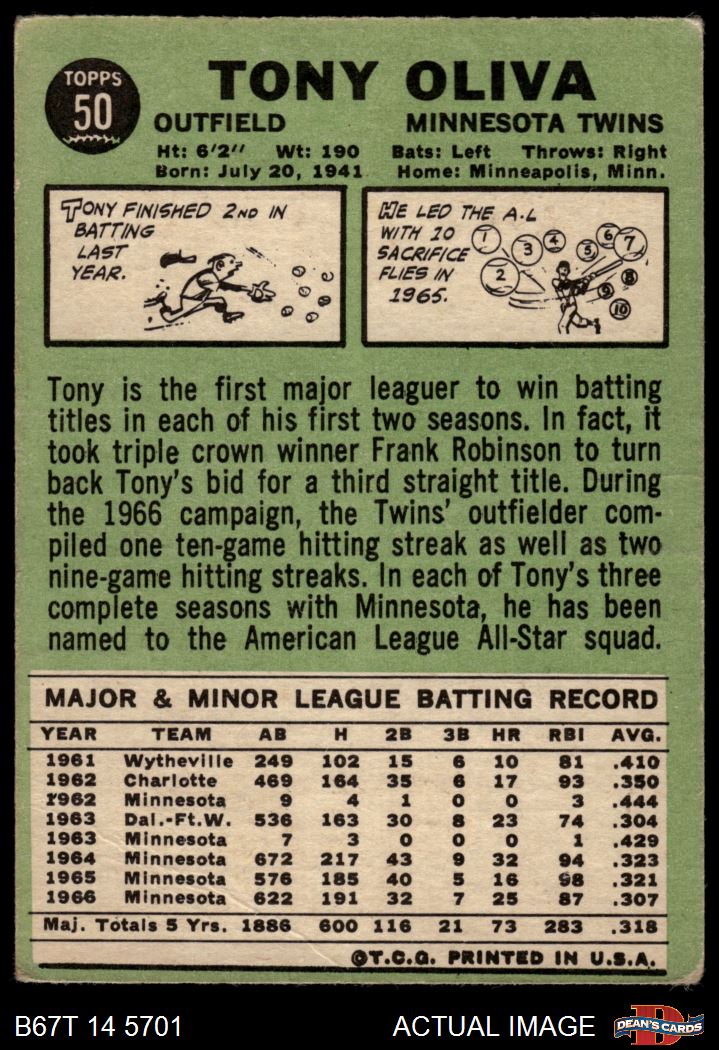 TOPPS
50
TONY OLIVA
OUTFIELD MINNESOTA TWINS
Ht: 6'2" Wt: 190 Bats: Left Throws: Right
Born: July 20, 1941 Home: Minneapolis, Minn.
TONY FINISHED 2ND IN
BATTING
LAST
YEAR.
HE LED THE A.L
WITH 10
SACRIFICE
FLIES IN
1965.
1
2
3
4
5
6
7
8
9
10
Tony is the first major leaguer to win batting
titles in each of his first two seasons. In fact, it
took triple crown winner Frank Robinson to turn
back Tony's bid for a third straight title. During
the 1966 campaign, the Twins' outfielder com-
piled one ten-game hitting streak as well as two
nine-game hitting streaks. In each of Tony's three
complete seasons with Minnesota, he has been
named to the American League All-Star squad.
MAJOR & MINOR LEAGUE BATTING RECORD
YEAR TEAM AB H 2B 3B HR RBI AVG.
1961 Wytheville 249 102 15 6 10 81 .410
1962 Charlotte 469 164 35 6 17 93 .350
1962 Minnesota 9 4 1 0 0 3 .444
1963 Dal.-Ft.W. 536 163 30 8 23 74 .304
1963 Minnesota 7 3 0 0 0 1 .429
1964 Minnesota 672 217 43 9 32 94 .323
1965 Minnesota 576 185 40 5 16 98 .321
1966 Minnesota 622 191 32 7 25 87 .307
Maj. Totals 5 Yrs. 1886 600 116 21 73 283 .318
©T.C.G. PRINTED IN U.S.A.
B67T 14 5701 ACTUAL IMAGE
D
DEAN'S CARDS